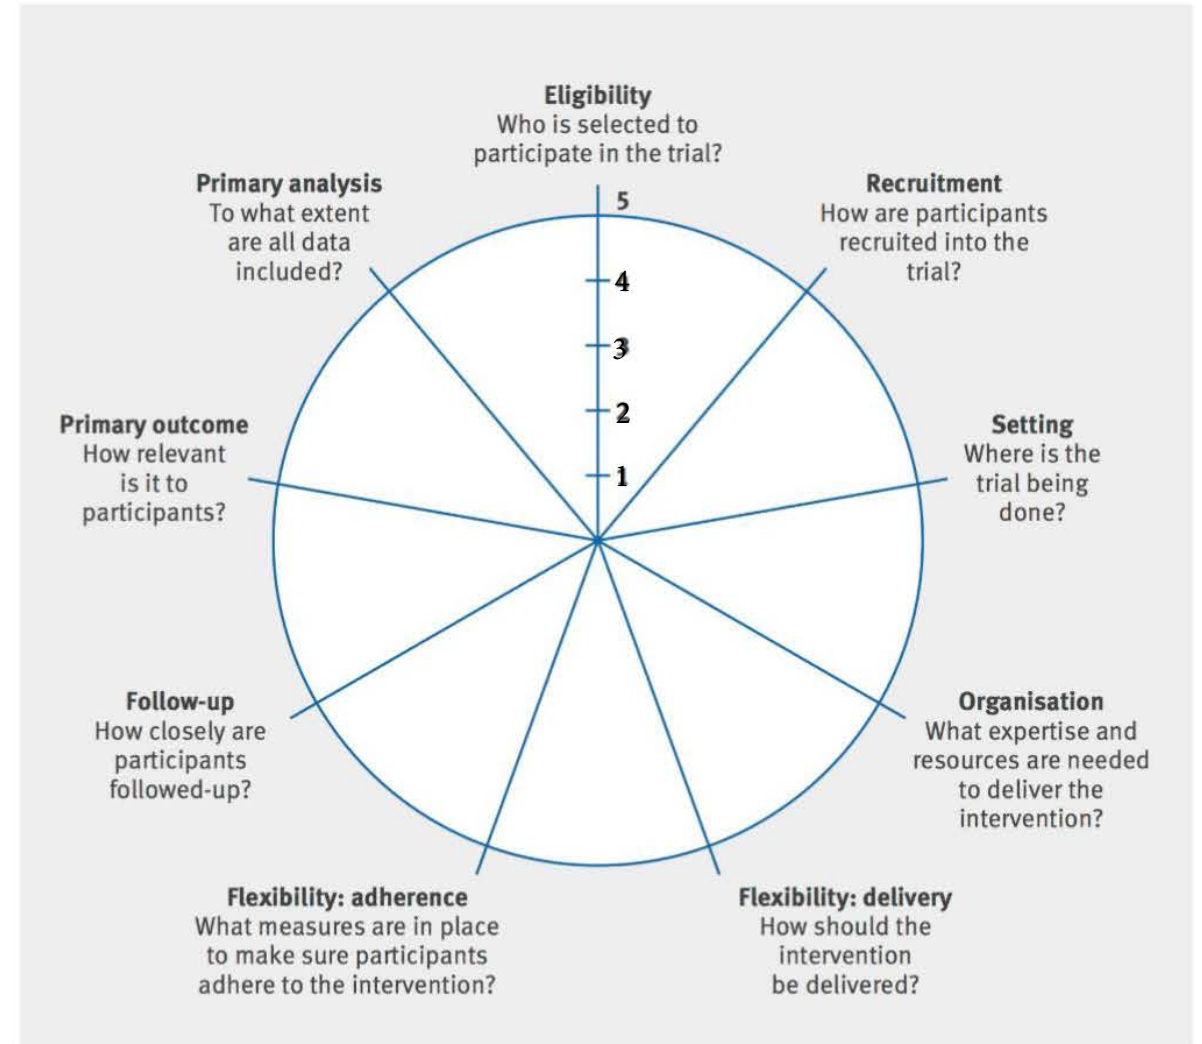 Eligibility
Who is selected to
participate in the trial?
Recruitment
How are participants
recruited into the
trial?
Setting
Where is the
trial being
done?
Organisation
What expertise and
resources are needed
to deliver the
intervention?
Flexibility: delivery
How should the
intervention
be delivered?
Flexibility: adherence
What measures are in place
to make sure participants
adhere to the intervention?
Follow-up
How closely are
participants
followed-up?
Primary outcome
How relevant
is it to
participants?
Primary analysis
To what extent
are all data
included?
5
4
3
2
1